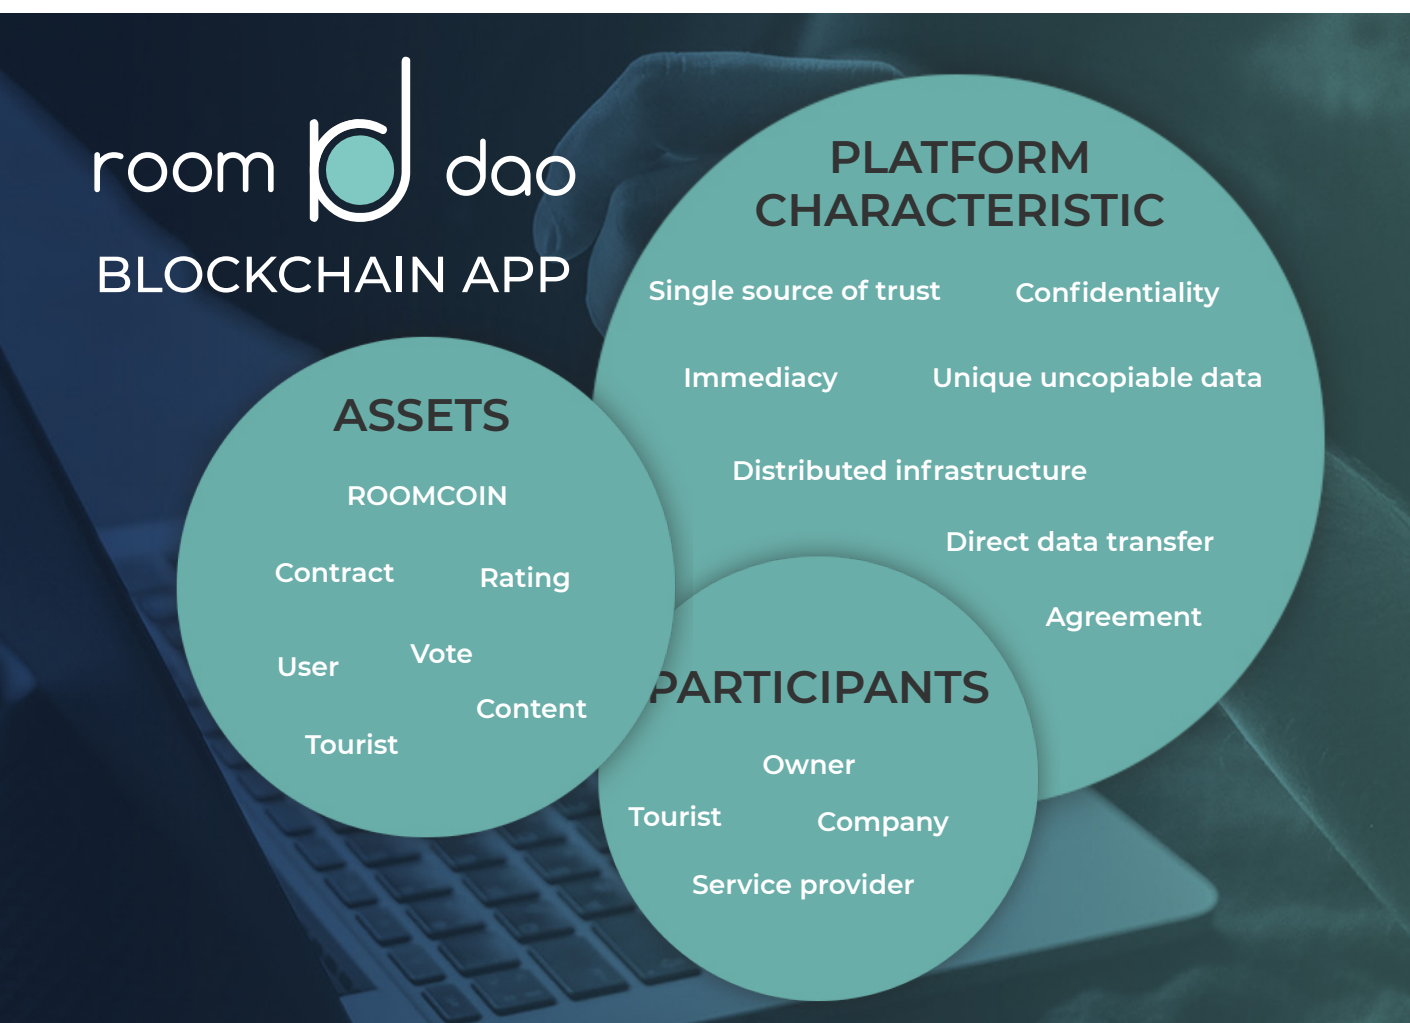 room dao
BLOCKCHAIN APP
PLATFORM
CHARACTERISTIC
Single source of trust
Confidentiality
Immediacy
Unique uncopiable data
Distributed infrastructure
Direct data transfer
Agreement
ASSETS
ROOMCOIN
Contract
Rating
User
Vote
Content
Tourist
PARTICIPANTS
Owner
Tourist
Company
Service provider